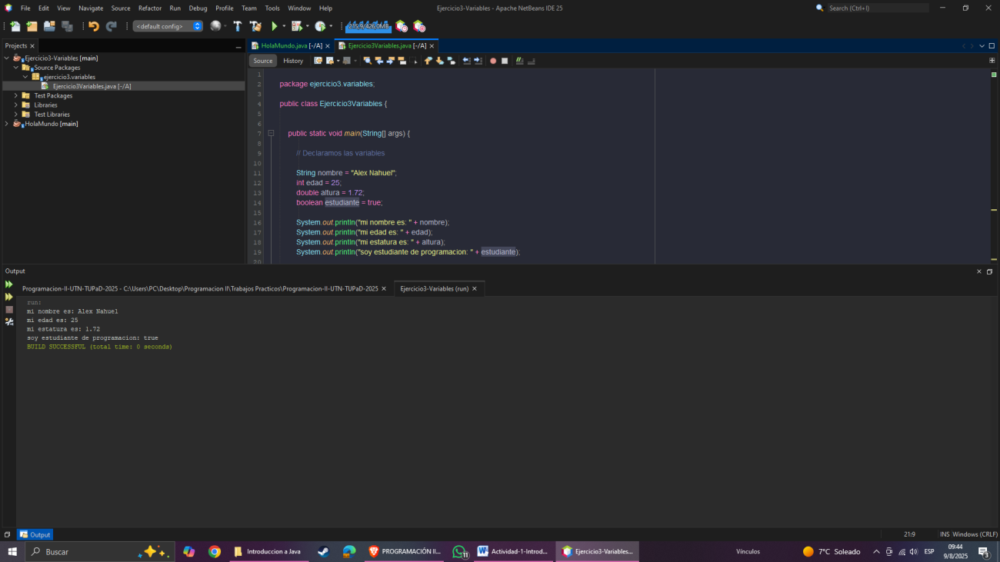 File Edit View Navigate Source Refactor Run Debug Profile Team Tools Window Help
Ejercicio3-Variables - Apache NetBeans IDE 25
Search (Ctrl+I)
<default config>
215,9/426,0MB
Projects
HolaMundo.java [-/A]
Ejercicio3Variables.java [-/A]
Ejercicio3-Variables [main]
Source Packages
ejercicio3.variables
Ejercicio3Variables.java [-/A]
Test Packages
Libraries
Test Libraries
HolaMundo [main]
Source History
1
2 package ejercicio3.variables;
3
4 public class Ejercicio3Variables {
5
6
7 public static void main(String[] args) {
8
9 // Declaramos las variables
10
11 String nombre = "Alex Nahuel";
12 int edad = 25;
13 double altura = 1.72;
14 boolean estudiante = true;
15
16 System.out.println("mi nombre es: " + nombre);
17 System.out.println("mi edad es: " + edad);
18 System.out.println("mi estatura es: " + altura);
19 System.out.println("soy estudiante de programacion: " + estudiante);
20
Output
Programacion-II-UTN-TUPaD-2025 - C:\Users\PC\Desktop\Programacion II\Trabajos Practicos\Programacion-II-UTN-TUPaD-2025
Ejercicio3-Variables (run)
run:
mi nombre es: Alex Nahuel
mi edad es: 25
mi estatura es: 1.72
soy estudiante de programacion: true
BUILD SUCCESSFUL (total time: 0 seconds)
Output
21:9
INS Windows (CRLF)
Buscar
Introduccion a Java
PROGRAMACIÓN II...
11
Actividad-1-Introd...
Ejercicio3-Variables...
Vínculos
7°C Soleado
ESP
09:44
9/8/2025
3